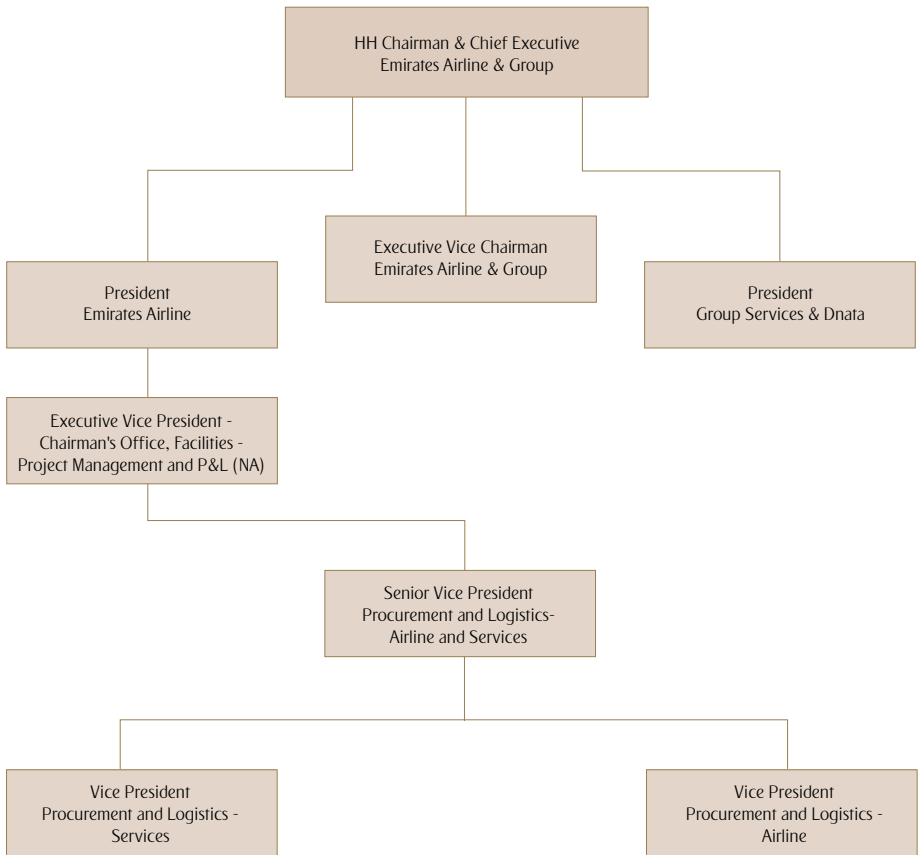 HH Chairman & Chief Executive
Emirates Airline & Group
Executive Vice Chairman
Emirates Airline & Group
President
Emirates Airline
President
Group Services & Dnata
Executive Vice President -
Chairman's Office, Facilities -
Project Management and P&L (NA)
Senior Vice President
Procurement and Logistics-
Airline and Services
Vice President
Procurement and Logistics -
Services
Vice President
Procurement and Logistics -
Airline